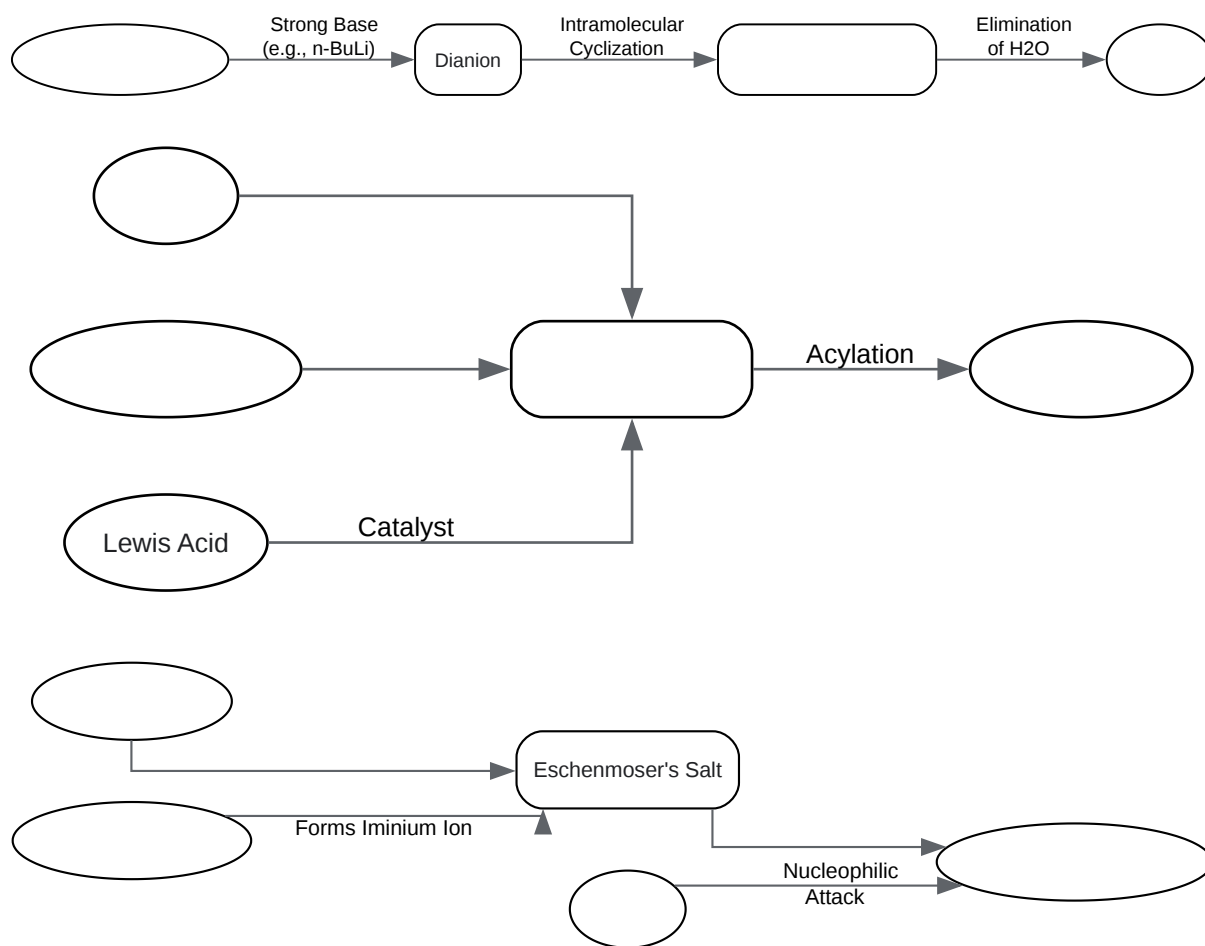 Strong Base
(e.g., n-BuLi)
Dianion
Intramolecular
Cyclization
Elimination
of H2O
Acylation
Lewis Acid
Catalyst
Eschenmoser's Salt
Forms Iminium Ion
Nucleophilic
Attack